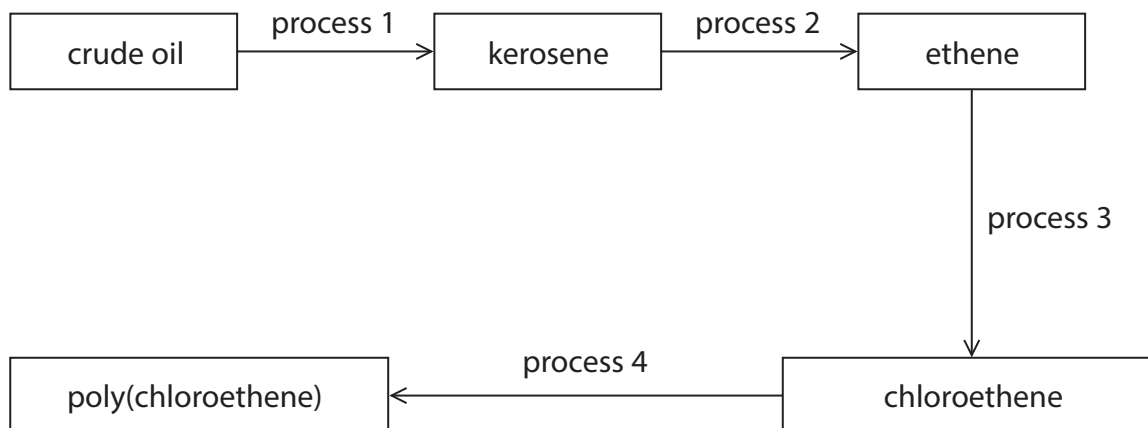 crude oil
process 1
kerosene
process 2
ethene
process 3
chloroethene
process 4
poly(chloroethene)